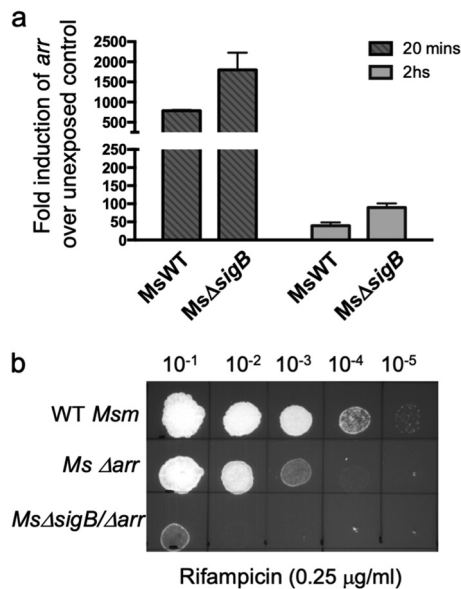 a
Fold induction of arr
over unexposed control
2500
2000
1500
1000
500
250
200
150
100
50
0
20 mins
2hs
MsWT
MsΔsigB
MsWT
MsΔsigB
b
10-1 10-2 10-3 10-4 10-5
WT Msm
Ms Δarr
MsΔsigB/Δarr
Rifampicin (0.25 μg/ml)